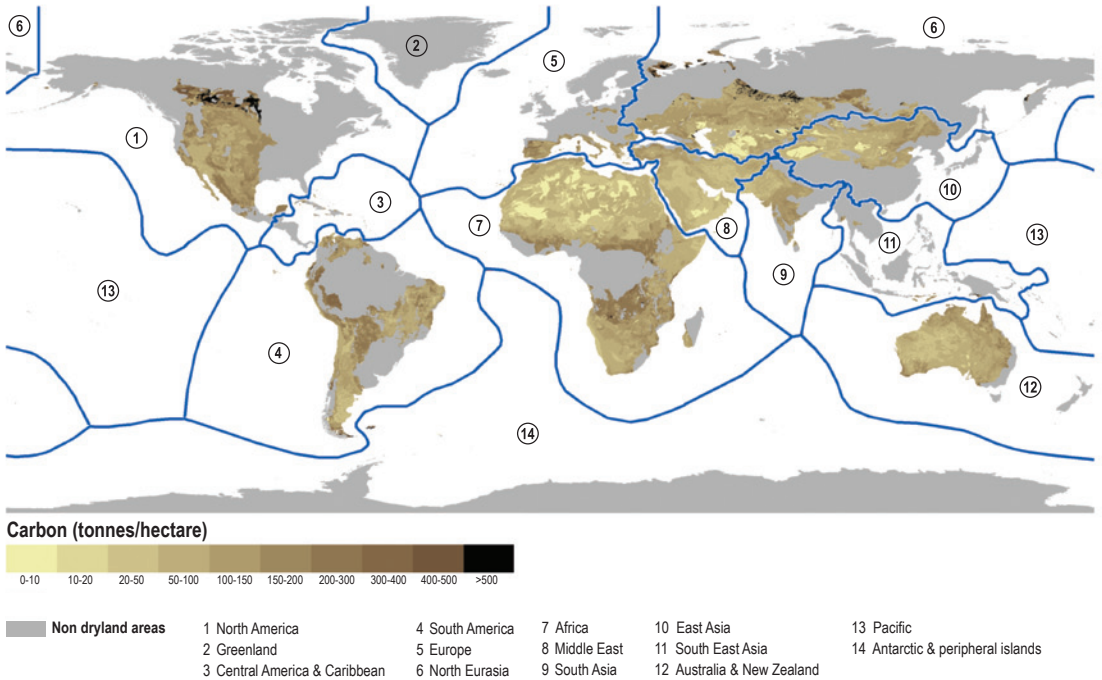 6
2
6
5
1
3
10
7
8
11
13
9
13
4
12
14
Carbon (tonnes/hectare)
0-10 10-20 20-50 50-100 100-150 150-200 200-300 300-400 400-500 >500
Non dryland areas
1 North America
2 Greenland
3 Central America & Caribbean
4 South America
5 Europe
6 North Eurasia
7 Africa
8 Middle East
9 South Asia
10 East Asia
11 South East Asia
12 Australia & New Zealand
13 Pacific
14 Antarctic & peripheral islands